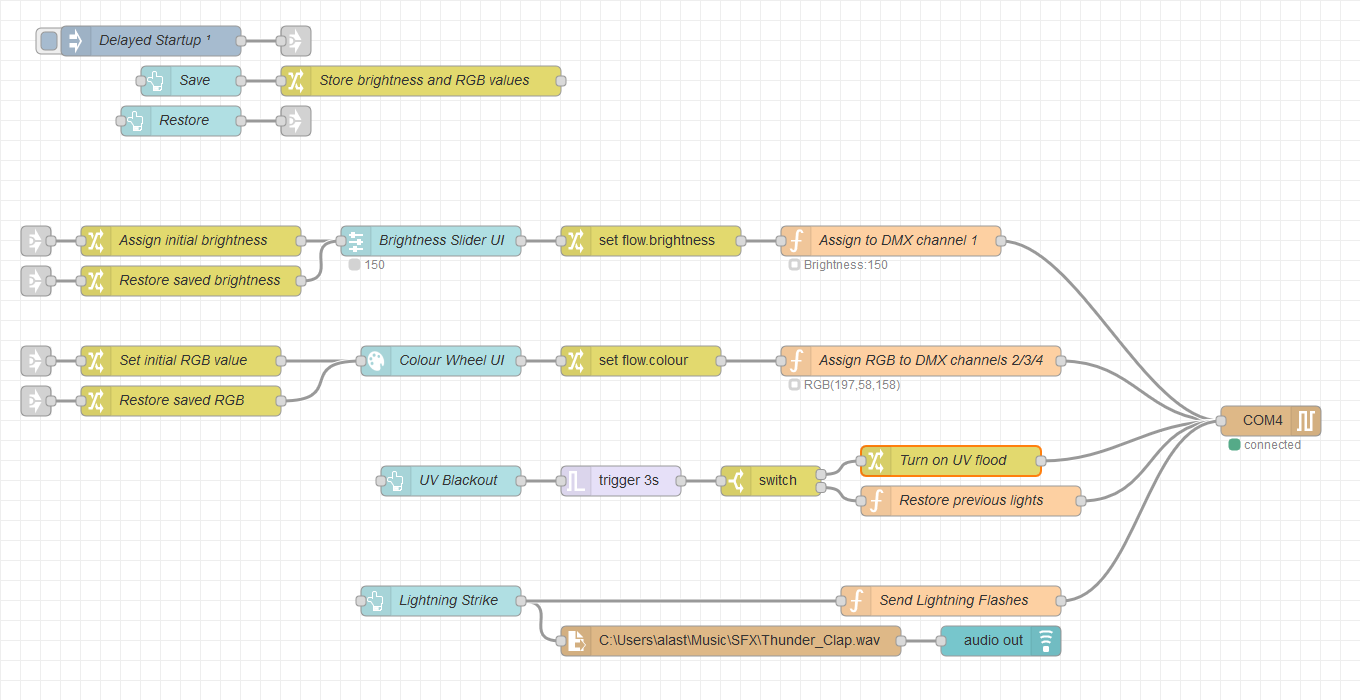 Delayed Startup ¹
Save
Store brightness and RGB values
Restore
Assign initial brightness
Brightness Slider UI
set flow.brightness
Assign to DMX channel 1
150
Brightness:150
Restore saved brightness
Set initial RGB value
Colour Wheel UI
set flow.colour
Assign RGB to DMX channels 2/3/4
RGB(197,58,158)
Restore saved RGB
COM4
connected
UV Blackout
trigger 3s
switch
Turn on UV flood
Restore previous lights
Lightning Strike
Send Lightning Flashes
C:\Users\alast\Music\SFX\Thunder_Clap.wav
audio out